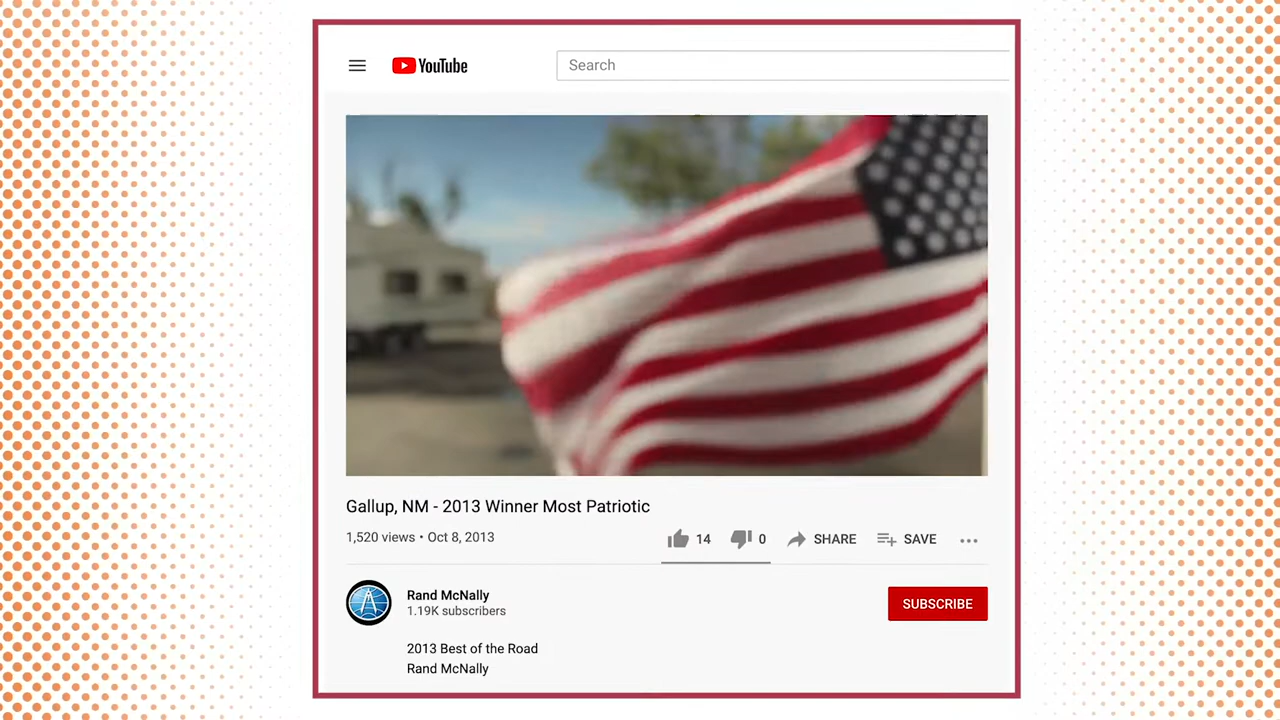 YouTube
Search
Gallup, NM - 2013 Winner Most Patriotic
1,520 views • Oct 8, 2013
14
0
SHARE
SAVE
Rand McNally
1.19K subscribers
SUBSCRIBE
2013 Best of the Road
Rand McNally